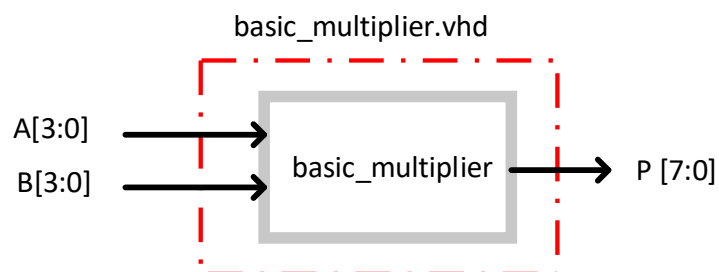 basic_multiplier.vhd
A[3:0]
B[3:0]
basic_multiplier
P [7:0]